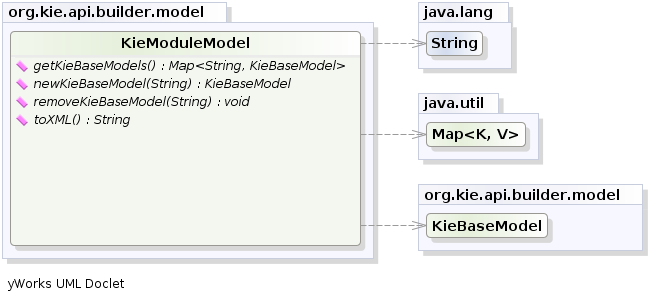 org.kie.api.builder.model
KieModuleModel
getKieBaseModels() : Map<String, KieBaseModel>
newKieBaseModel(String) : KieBaseModel
removeKieBaseModel(String) : void
toXML() : String
java.lang
String
java.util
Map<K, V>
org.kie.api.builder.model
KieBaseModel
yWorks UML Doclet